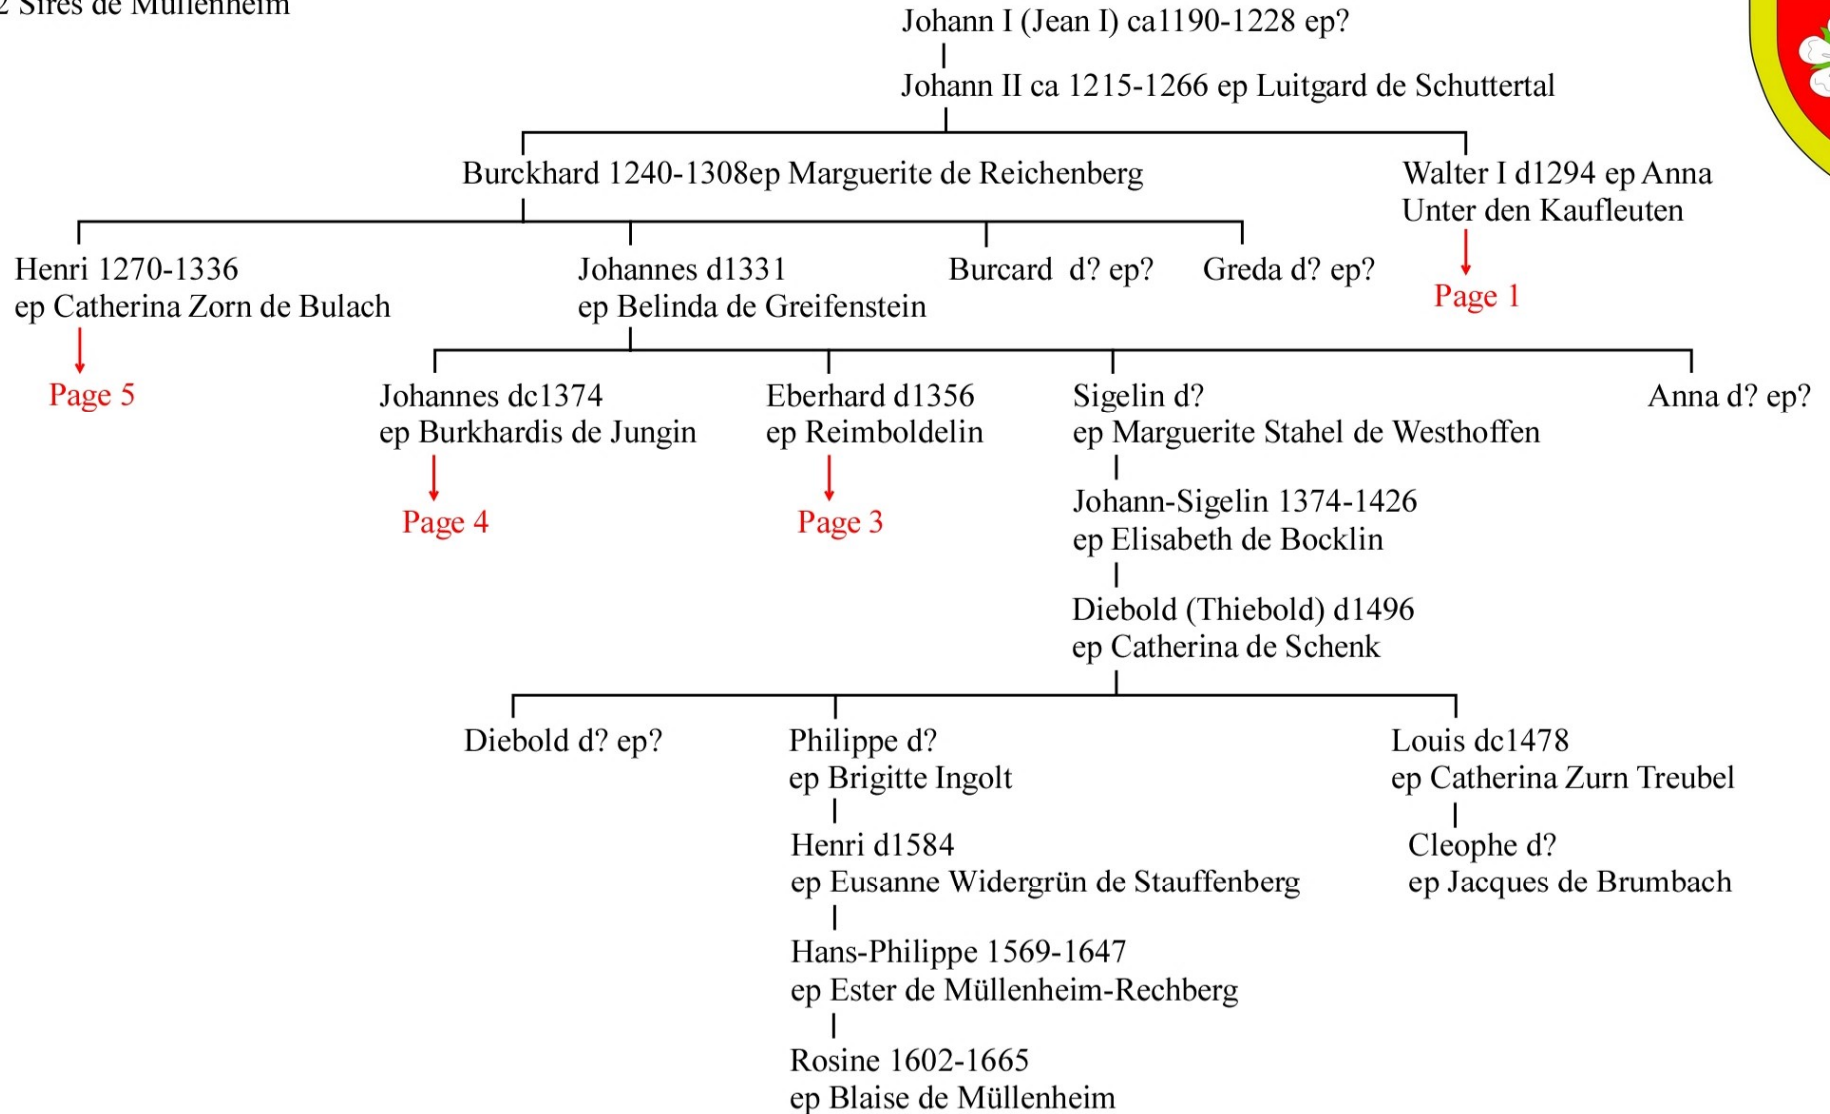 2 Sires de Müllenheim
Johann I (Jean I) ca1190-1228 ep?
Johann II ca 1215-1266 ep Luitgard de Schuttertal
Burckhard 1240-1308ep Marguerite de Reichenberg
Walter I d1294 ep Anna
Unter den Kaufleuten
Page 1
Henri 1270-1336
ep Catherina Zorn de Bulach
Page 5
Johannes d1331
ep Belinda de Greifenstein
Burcard d? ep?
Greda d? ep?
Johannes dc1374
ep Burkhardis de Jungin
Page 4
Eberhard d1356
ep Reimboldelin
Page 3
Sigelin d?
ep Marguerite Stahel de Westhoffen
Anna d? ep?
Johann-Sigelin 1374-1426
ep Elisabeth de Bocklin
Diebold (Thiebold) d1496
ep Catherina de Schenk
Diebold d? ep?
Philippe d?
ep Brigitte Ingolt
Louis dc1478
ep Catherina Zurn Treubel
Henri d1584
ep Eusanne Widergrün de Stauffenberg
Cleophe d?
ep Jacques de Brumbach
Hans-Philippe 1569-1647
ep Ester de Müllenheim-Rechberg
Rosine 1602-1665
ep Blaise de Müllenheim